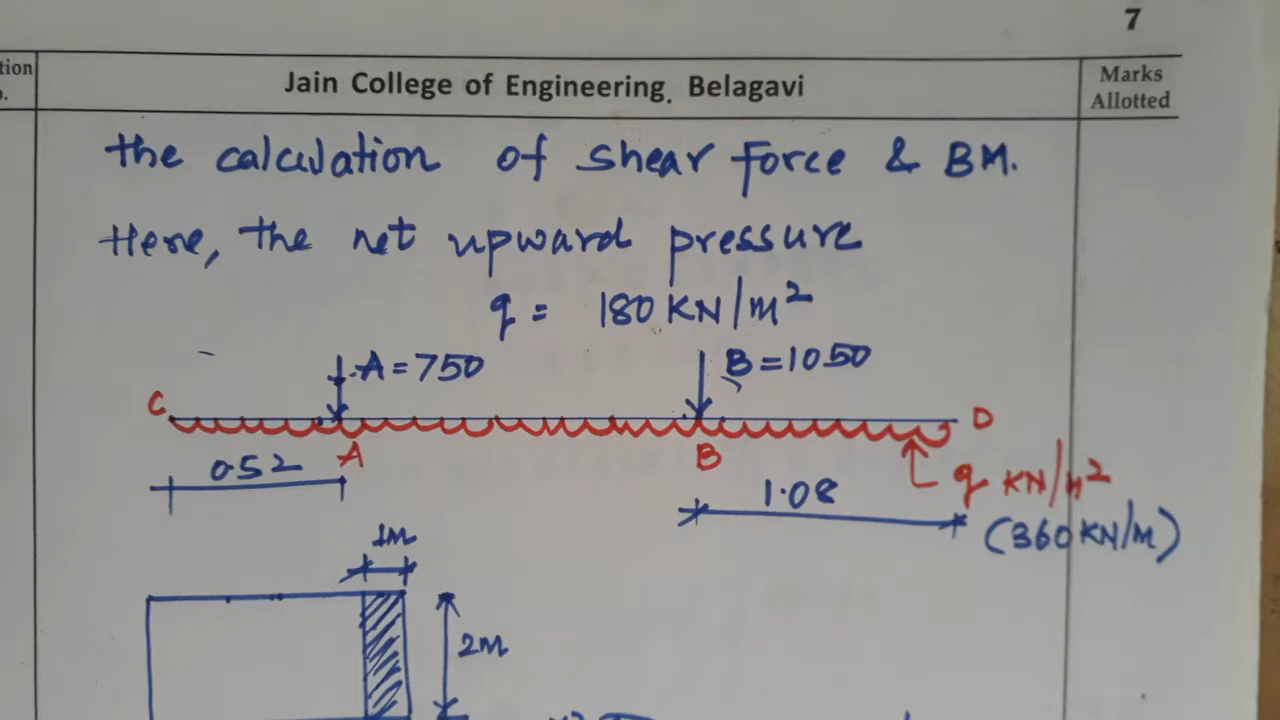 7
tion
Jain College of Engineering, Belagavi
Marks
Allotted
the calculation of shear force & BM.
Here, the net upward pressure
q = 180 KN/m²
A = 750
B = 1050
C
D
A
B
0.52
1.08
q KN/m²
(360 KN/m)
1M
2M